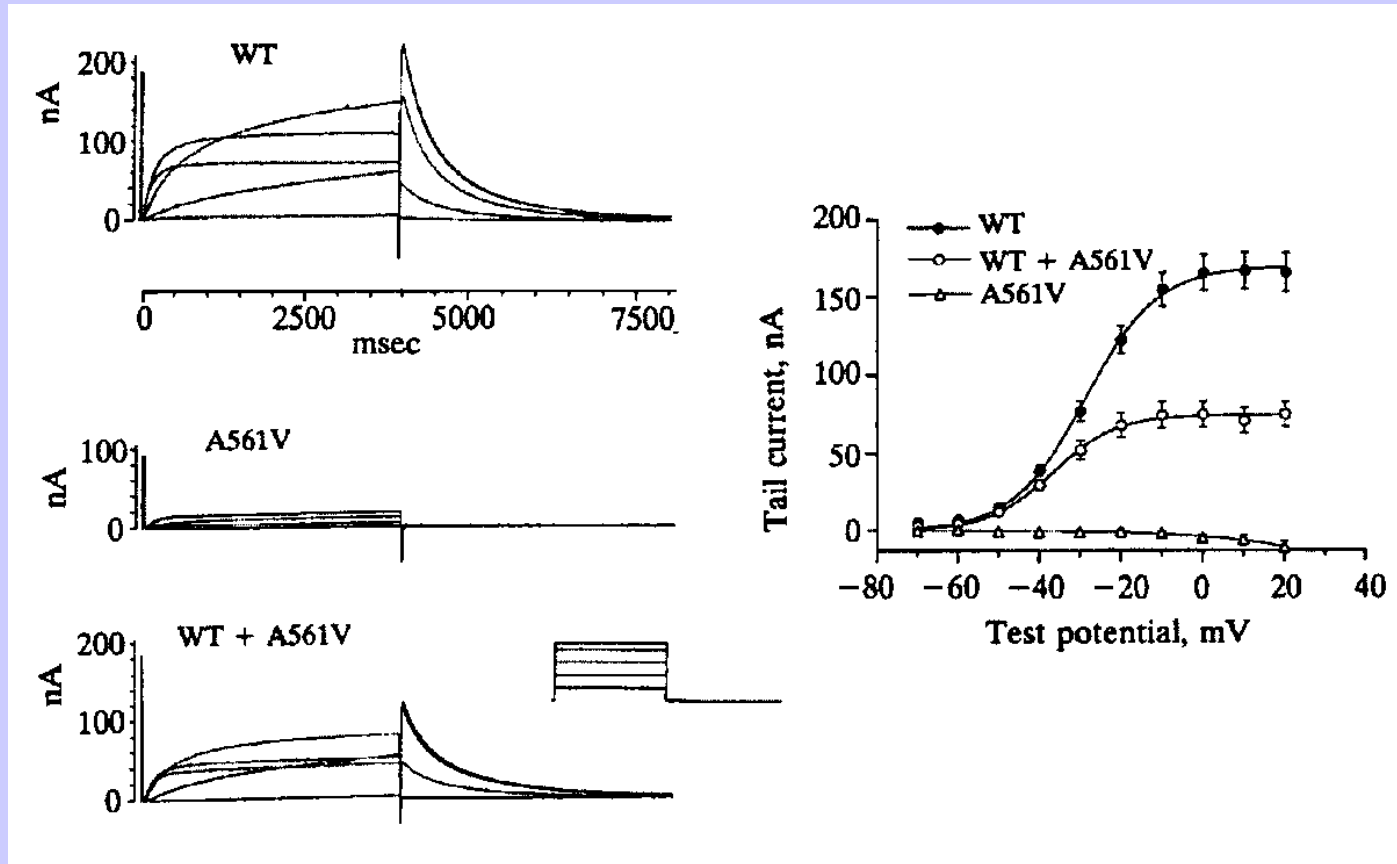 WT
nA
200
100
0
0 2500 5000 7500
msec
A561V
nA
100
0
WT + A561V
nA
200
100
0
WT
WT + A561V
A561V
Tail current, nA
200
150
100
50
0
−80 −60 −40 −20 0 20 40
Test potential, mV